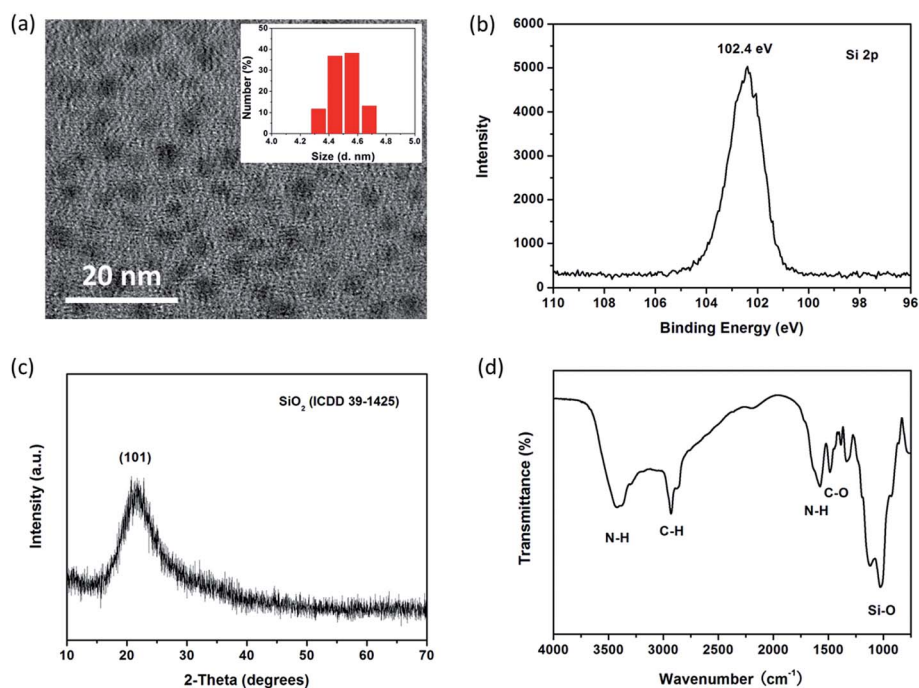 (a)
50
40
30
20
10
0
Number (%)
4.0 4.2 4.4 4.6 4.8 5.0
Size (d. nm)
20 nm
(b)
102.4 eV
Si 2p
6000
5000
4000
3000
2000
1000
0
Intensity
110 108 106 104 102 100 98 96
Binding Energy (eV)
(c)
SiO₂ (ICDD 39-1425)
(101)
Intensity (a.u.)
10 20 30 40 50 60 70
2-Theta (degrees)
(d)
Transmittance (%)
N-H
C-H
N-H
C-O
Si-O
4000 3500 3000 2500 2000 1500 1000
Wavenumber (cm⁻¹)